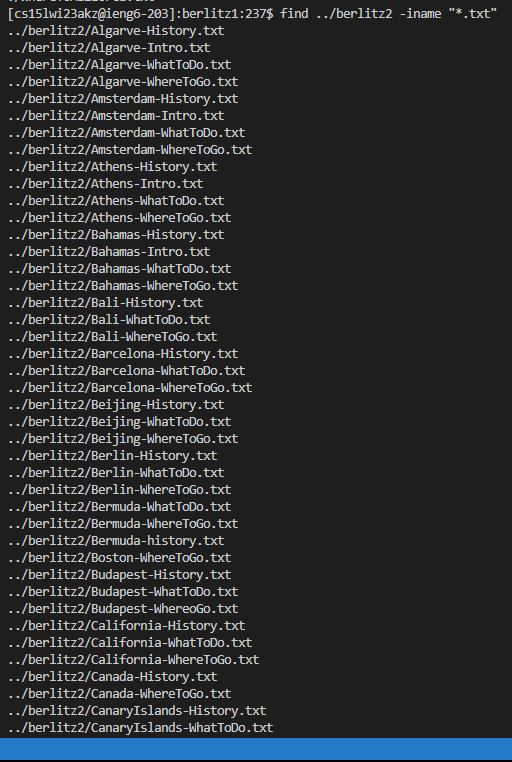 [cs15lwi23akz@ieng6-203]:berlitz1:237$ find ../berlitz2 -iname "*.txt"
../berlitz2/Algarve-History.txt
../berlitz2/Algarve-Intro.txt
../berlitz2/Algarve-WhatToDo.txt
../berlitz2/Algarve-WhereToGo.txt
../berlitz2/Amsterdam-History.txt
../berlitz2/Amsterdam-Intro.txt
../berlitz2/Amsterdam-WhatToDo.txt
../berlitz2/Amsterdam-WhereToGo.txt
../berlitz2/Athens-History.txt
../berlitz2/Athens-Intro.txt
../berlitz2/Athens-WhatToDo.txt
../berlitz2/Athens-WhereToGo.txt
../berlitz2/Bahamas-History.txt
../berlitz2/Bahamas-Intro.txt
../berlitz2/Bahamas-WhatToDo.txt
../berlitz2/Bahamas-WhereToGo.txt
../berlitz2/Bali-History.txt
../berlitz2/Bali-WhatToDo.txt
../berlitz2/Bali-WhereToGo.txt
../berlitz2/Barcelona-History.txt
../berlitz2/Barcelona-WhatToDo.txt
../berlitz2/Barcelona-WhereToGo.txt
../berlitz2/Beijing-History.txt
../berlitz2/Beijing-WhatToDo.txt
../berlitz2/Beijing-WhereToGo.txt
../berlitz2/Berlin-History.txt
../berlitz2/Berlin-WhatToDo.txt
../berlitz2/Berlin-WhereToGo.txt
../berlitz2/Bermuda-WhatToDo.txt
../berlitz2/Bermuda-WhereToGo.txt
../berlitz2/Bermuda-history.txt
../berlitz2/Boston-WhereToGo.txt
../berlitz2/Budapest-History.txt
../berlitz2/Budapest-WhatToDo.txt
../berlitz2/Budapest-WhereoGo.txt
../berlitz2/California-History.txt
../berlitz2/California-WhatToDo.txt
../berlitz2/California-WhereToGo.txt
../berlitz2/Canada-History.txt
../berlitz2/Canada-WhereToGo.txt
../berlitz2/CanaryIslands-History.txt
../berlitz2/CanaryIslands-WhatToDo.txt